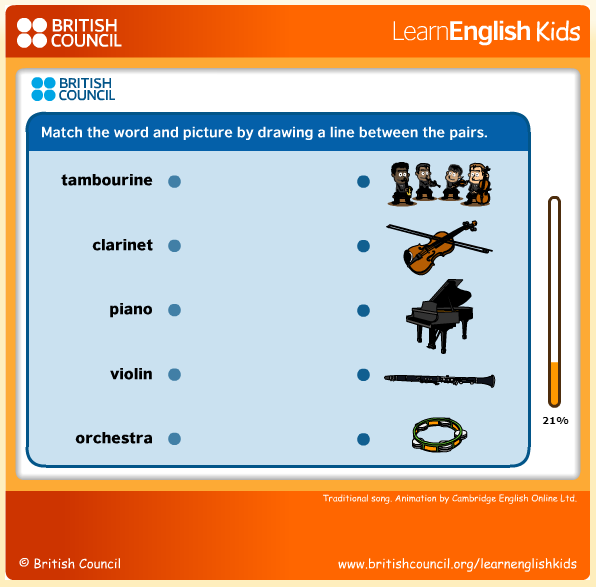 BRITISH
COUNCIL
LearnEnglish Kids
BRITISH
COUNCIL
Match the word and picture by drawing a line between the pairs.
tambourine
clarinet
piano
violin
orchestra
21%
Traditional song. Animation by Cambridge English Online Ltd.
© British Council
www.britishcouncil.org/learnenglishkids